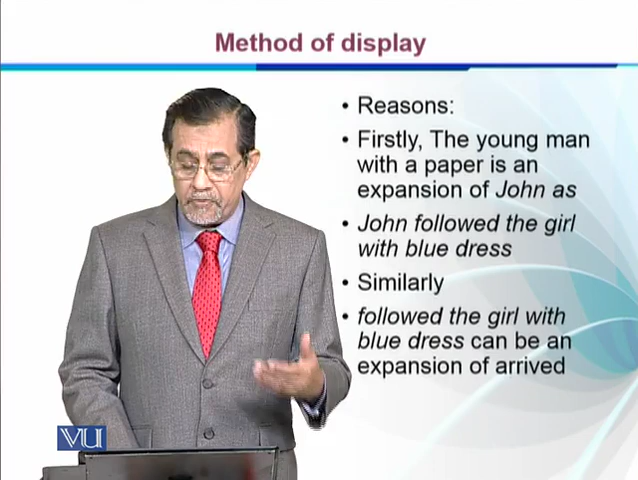 Method of display
• Reasons:
• Firstly, The young man
with a paper is an
expansion of John as
• John followed the girl
with blue dress
• Similarly
• followed the girl with
blue dress can be an
expansion of arrived
VU